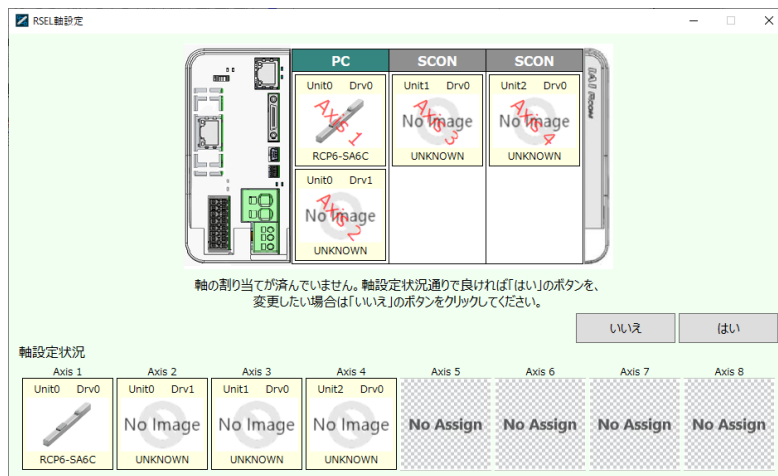 RSEL軸設定
PC SCON SCON
Unit0 Drv0 Unit1 Drv0 Unit2 Drv0
Axis 1 No Image Axis 3 No Image Axis 4
RCP6-SA6C UNKNOWN UNKNOWN
Unit0 Drv1
No Image Axis 2
UNKNOWN
軸の割り当てが済んでいません。軸設定状況通りで良ければ「はい」のボタンを、
変更したい場合は「いいえ」のボタンをクリックしてください。
いいえ はい
軸設定状況
Axis 1 Axis 2 Axis 3 Axis 4 Axis 5 Axis 6 Axis 7 Axis 8
Unit0 Drv0 Unit0 Drv1 Unit1 Drv0 Unit2 Drv0
No Image No Image No Image No Assign No Assign No Assign No Assign
RCP6-SA6C UNKNOWN UNKNOWN UNKNOWN